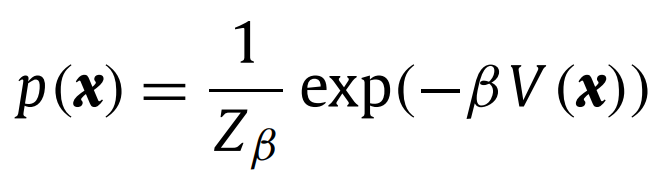 p(𝒙) = 1/Z_β exp(−βV(𝒙))